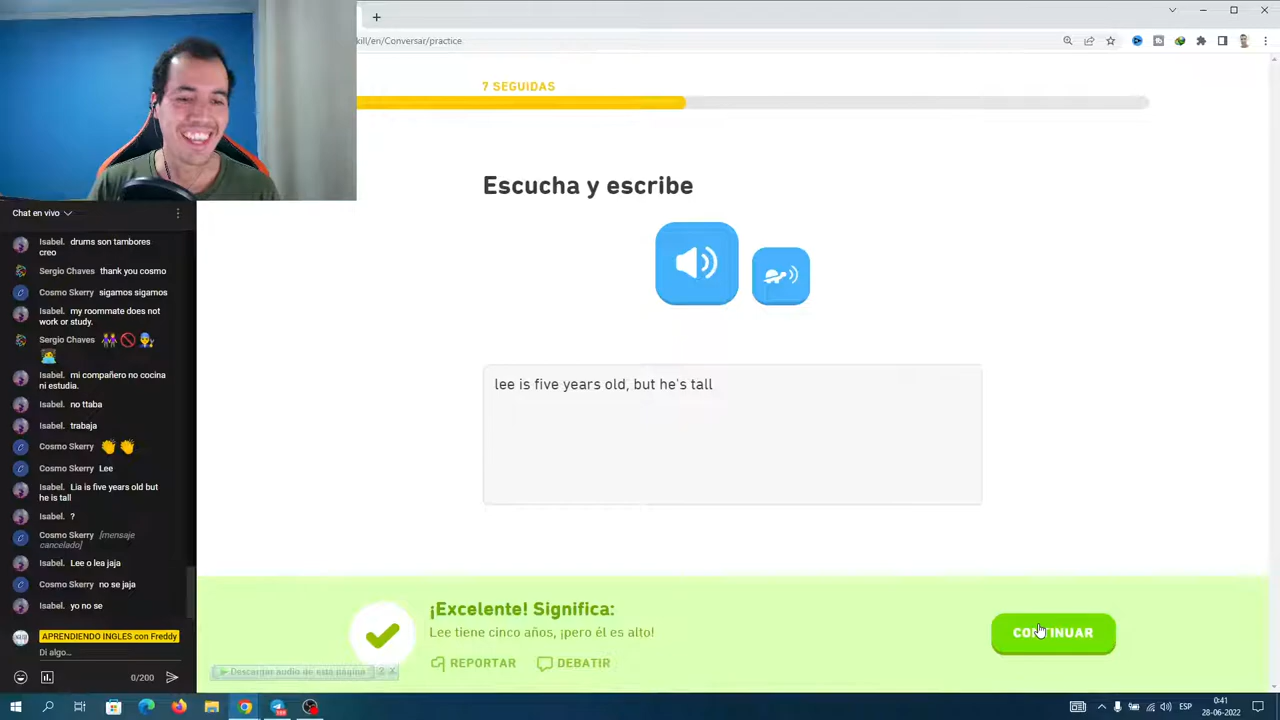 kill/en/Conversar/practice
7 SEGUIDAS
Escucha y escribe
lee is five years old, but he's tall
¡Excelente! Significa:
Lee tiene cinco años, ¡pero él es alto!
REPORTAR
DEBATIR
CONTINUAR
Descargar audio de esta página
? X
Chat en vivo
Isabel. drums son tambores
creo
Sergio Chaves thank you cosmo
Cosmo Skerry sigamos sigamos
Isabel. my roommate does not
work or study.
Sergio Chaves
Isabel. mi compañero no cocina
ni estudia.
Isabel. no ttaba
Isabel. trabaja
Cosmo Skerry
Cosmo Skerry Lee
Isabel. Lia is five years old but
he is tall
Isabel. ?
Cosmo Skerry [mensaje
cancelado]
Isabel. Lee o lea jaja
Cosmo Skerry no se jaja
Isabel. yo no se
APRENDIENDO INGLES con Freddy
Di algo...
0/200
ESP
0:41
28-06-2022